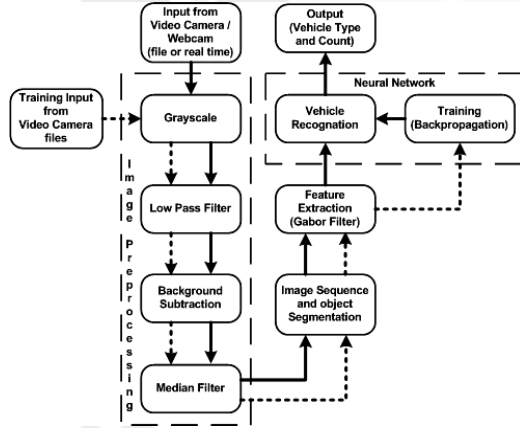 Input from
Video Camera /
Webcam
(file or real time)
Output
(Vehicle Type
and Count)
Neural Network
Training Input
from
Video Camera
files
Grayscale
Vehicle
Recognation
Training
(Backpropagation)
Image Preprocessing
Low Pass Filter
Feature
Extraction
(Gabor Filter)
Background
Subtraction
Image Sequence
and object
Segmentation
Median Filter